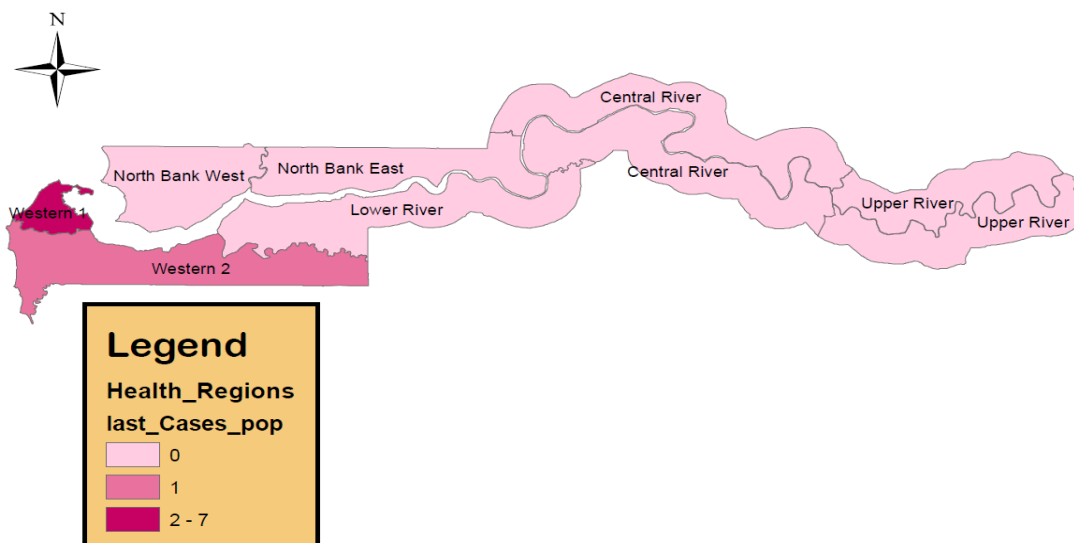 N
Central River
North Bank West
North Bank East
Central River
Western 1
Lower River
Upper River
Upper River
Western 2
Legend
Health_Regions
last_Cases_pop
0
1
2 - 7